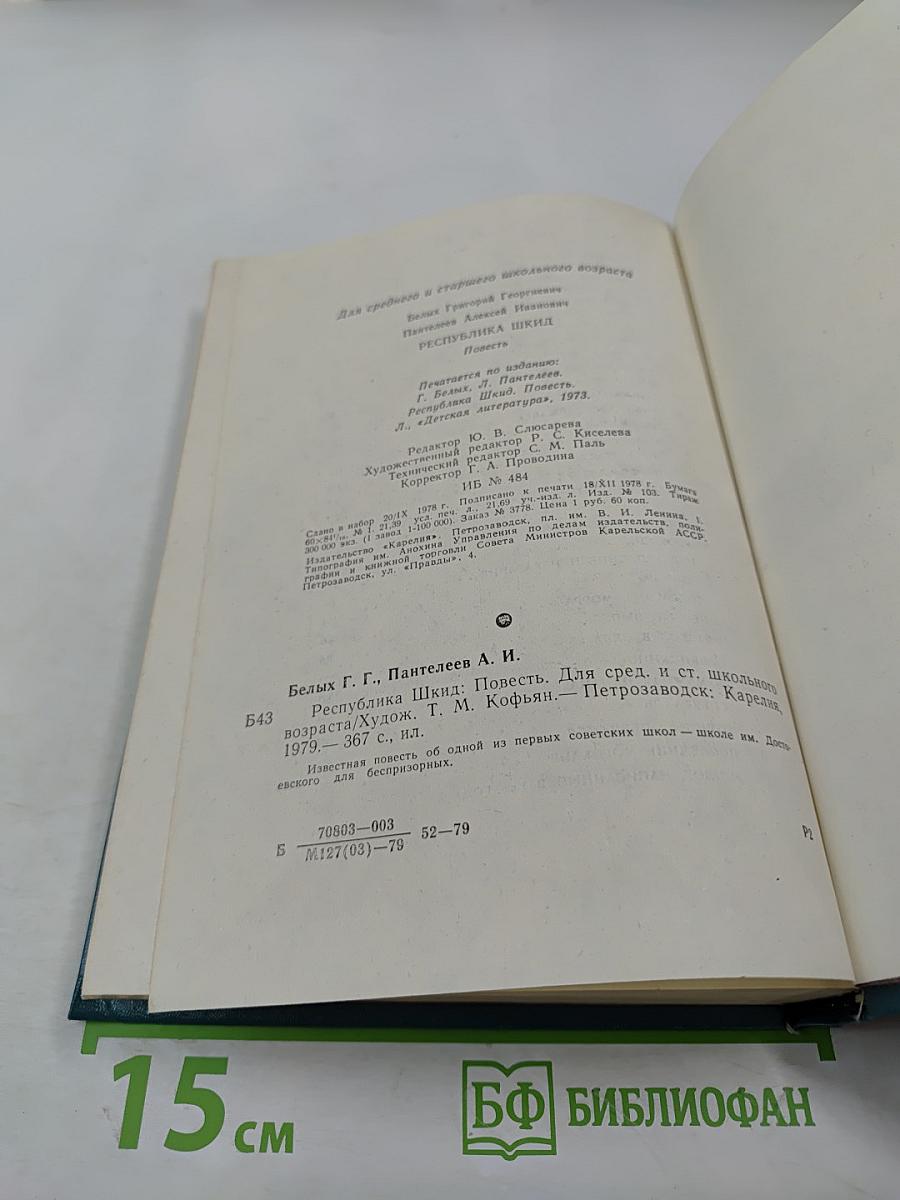 Для среднего и старшего школьного возраста
Белых Григорий Георгиевич
Пантелеев Алексей Иванович
РЕСПУБЛИКА ШКИД
Повесть
Печатается по изданию:
Г. Белых, Л. Пантелеев.
Республика Шкид. Повесть.
Л., «Детская литература», 1973.
Редактор Ю. В. Слюсарева
Художественный редактор Р. С. Киселева
Технический редактор С. М. Паль
Корректор Г. А. Проводина
ИБ № 484
Сдано в набор 20/IX 1978 г. Подписано к печати 18/XII 1978 г. Бумага
60×84 1/16. № 1. 21,39 усл. печ. л., 21,69 уч.-изд. л. Изд. № 103. Тираж
300 000 экз. (I завод 1-100 000). Заказ № 3778. Цена 1 руб. 60 коп.
Издательство «Карелия». Петрозаводск, пл. им. В. И. Ленина, 1.
Типография им. Анохина Управления по делам издательств, поли-
графии и книжной торговли Совета Министров Карельской АССР.
Петрозаводск, ул. «Правды», 4.
Белых Г. Г., Пантелеев А. И.
Б43 Республика Шкид: Повесть. Для сред. и ст. школьного
возраста/Худож. Т. М. Кофьян.— Петрозаводск: Карелия,
1979.— 367 с., ил.
Известная повесть об одной из первых советских школ — школе им. Досто-
евского для беспризорных.
Б 70803—003 52—79
М127(03)—79
Р2
15 см
БФ БИБЛИОФАН